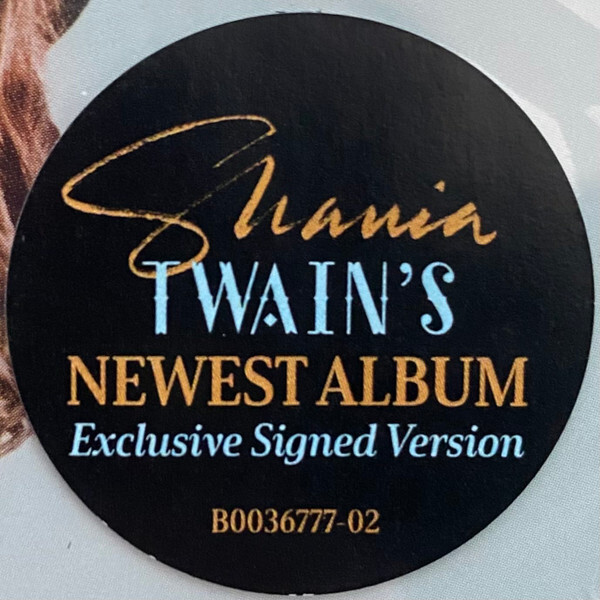 Shania
TWAIN'S
NEWEST ALBUM
Exclusive Signed Version
B0036777-02